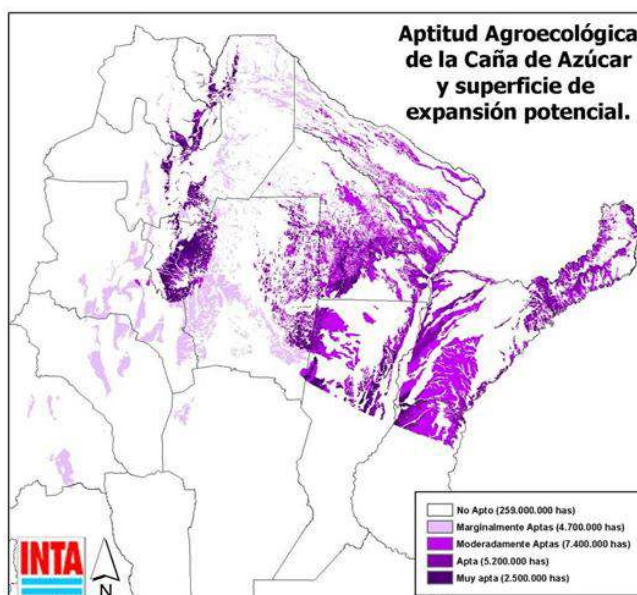 Aptitud Agroecológica
de la Caña de Azúcar
y superficie de
expansión potencial.
No Apto (259.000.000 has)
Marginalmente Aptas (4.700.000 has)
Moderadamente Aptas (7.400.000 has)
Apta (5.200.000 has)
Muy apta (2.500.000 has)
INTA
N